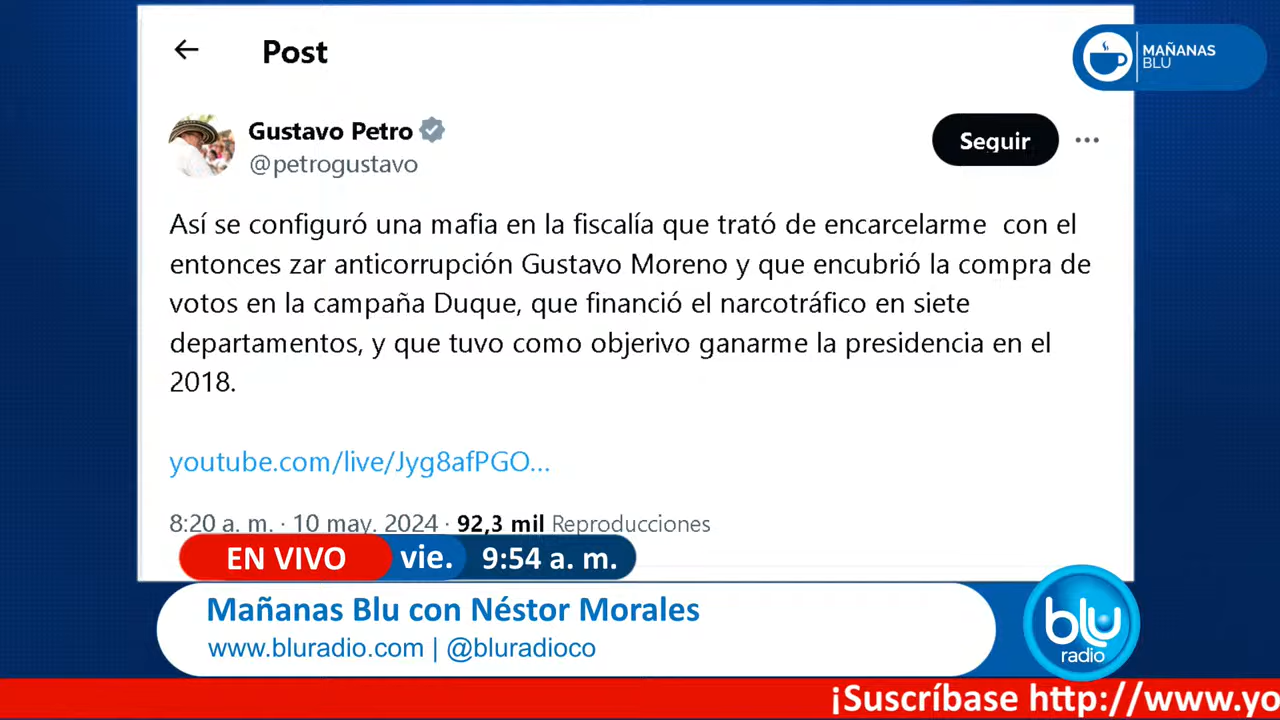 Post
MAÑANAS
BLU
Gustavo Petro
@petrogustavo
Seguir
Así se configuró una mafia en la fiscalía que trató de encarcelarme con el
entonces zar anticorrupción Gustavo Moreno y que encubrió la compra de
votos en la campaña Duque, que financió el narcotráfico en siete
departamentos, y que tuvo como objerivo ganarme la presidencia en el
2018.
youtube.com/live/Jyg8afPGO...
8:20 a. m. · 10 may. 2024 · 92,3 mil Reproducciones
EN VIVO vie. 9:54 a. m.
Mañanas Blu con Néstor Morales
www.bluradio.com | @bluradioco
blu
radio
¡Suscríbase http://www.yo